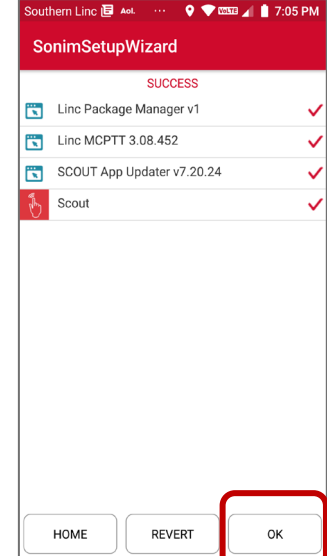 Southern Linc Aol. ... VoLTE 7:05 PM
SonimSetupWizard
SUCCESS
Linc Package Manager v1
Linc MCPTT 3.08.452
SCOUT App Updater v7.20.24
Scout
HOME REVERT OK